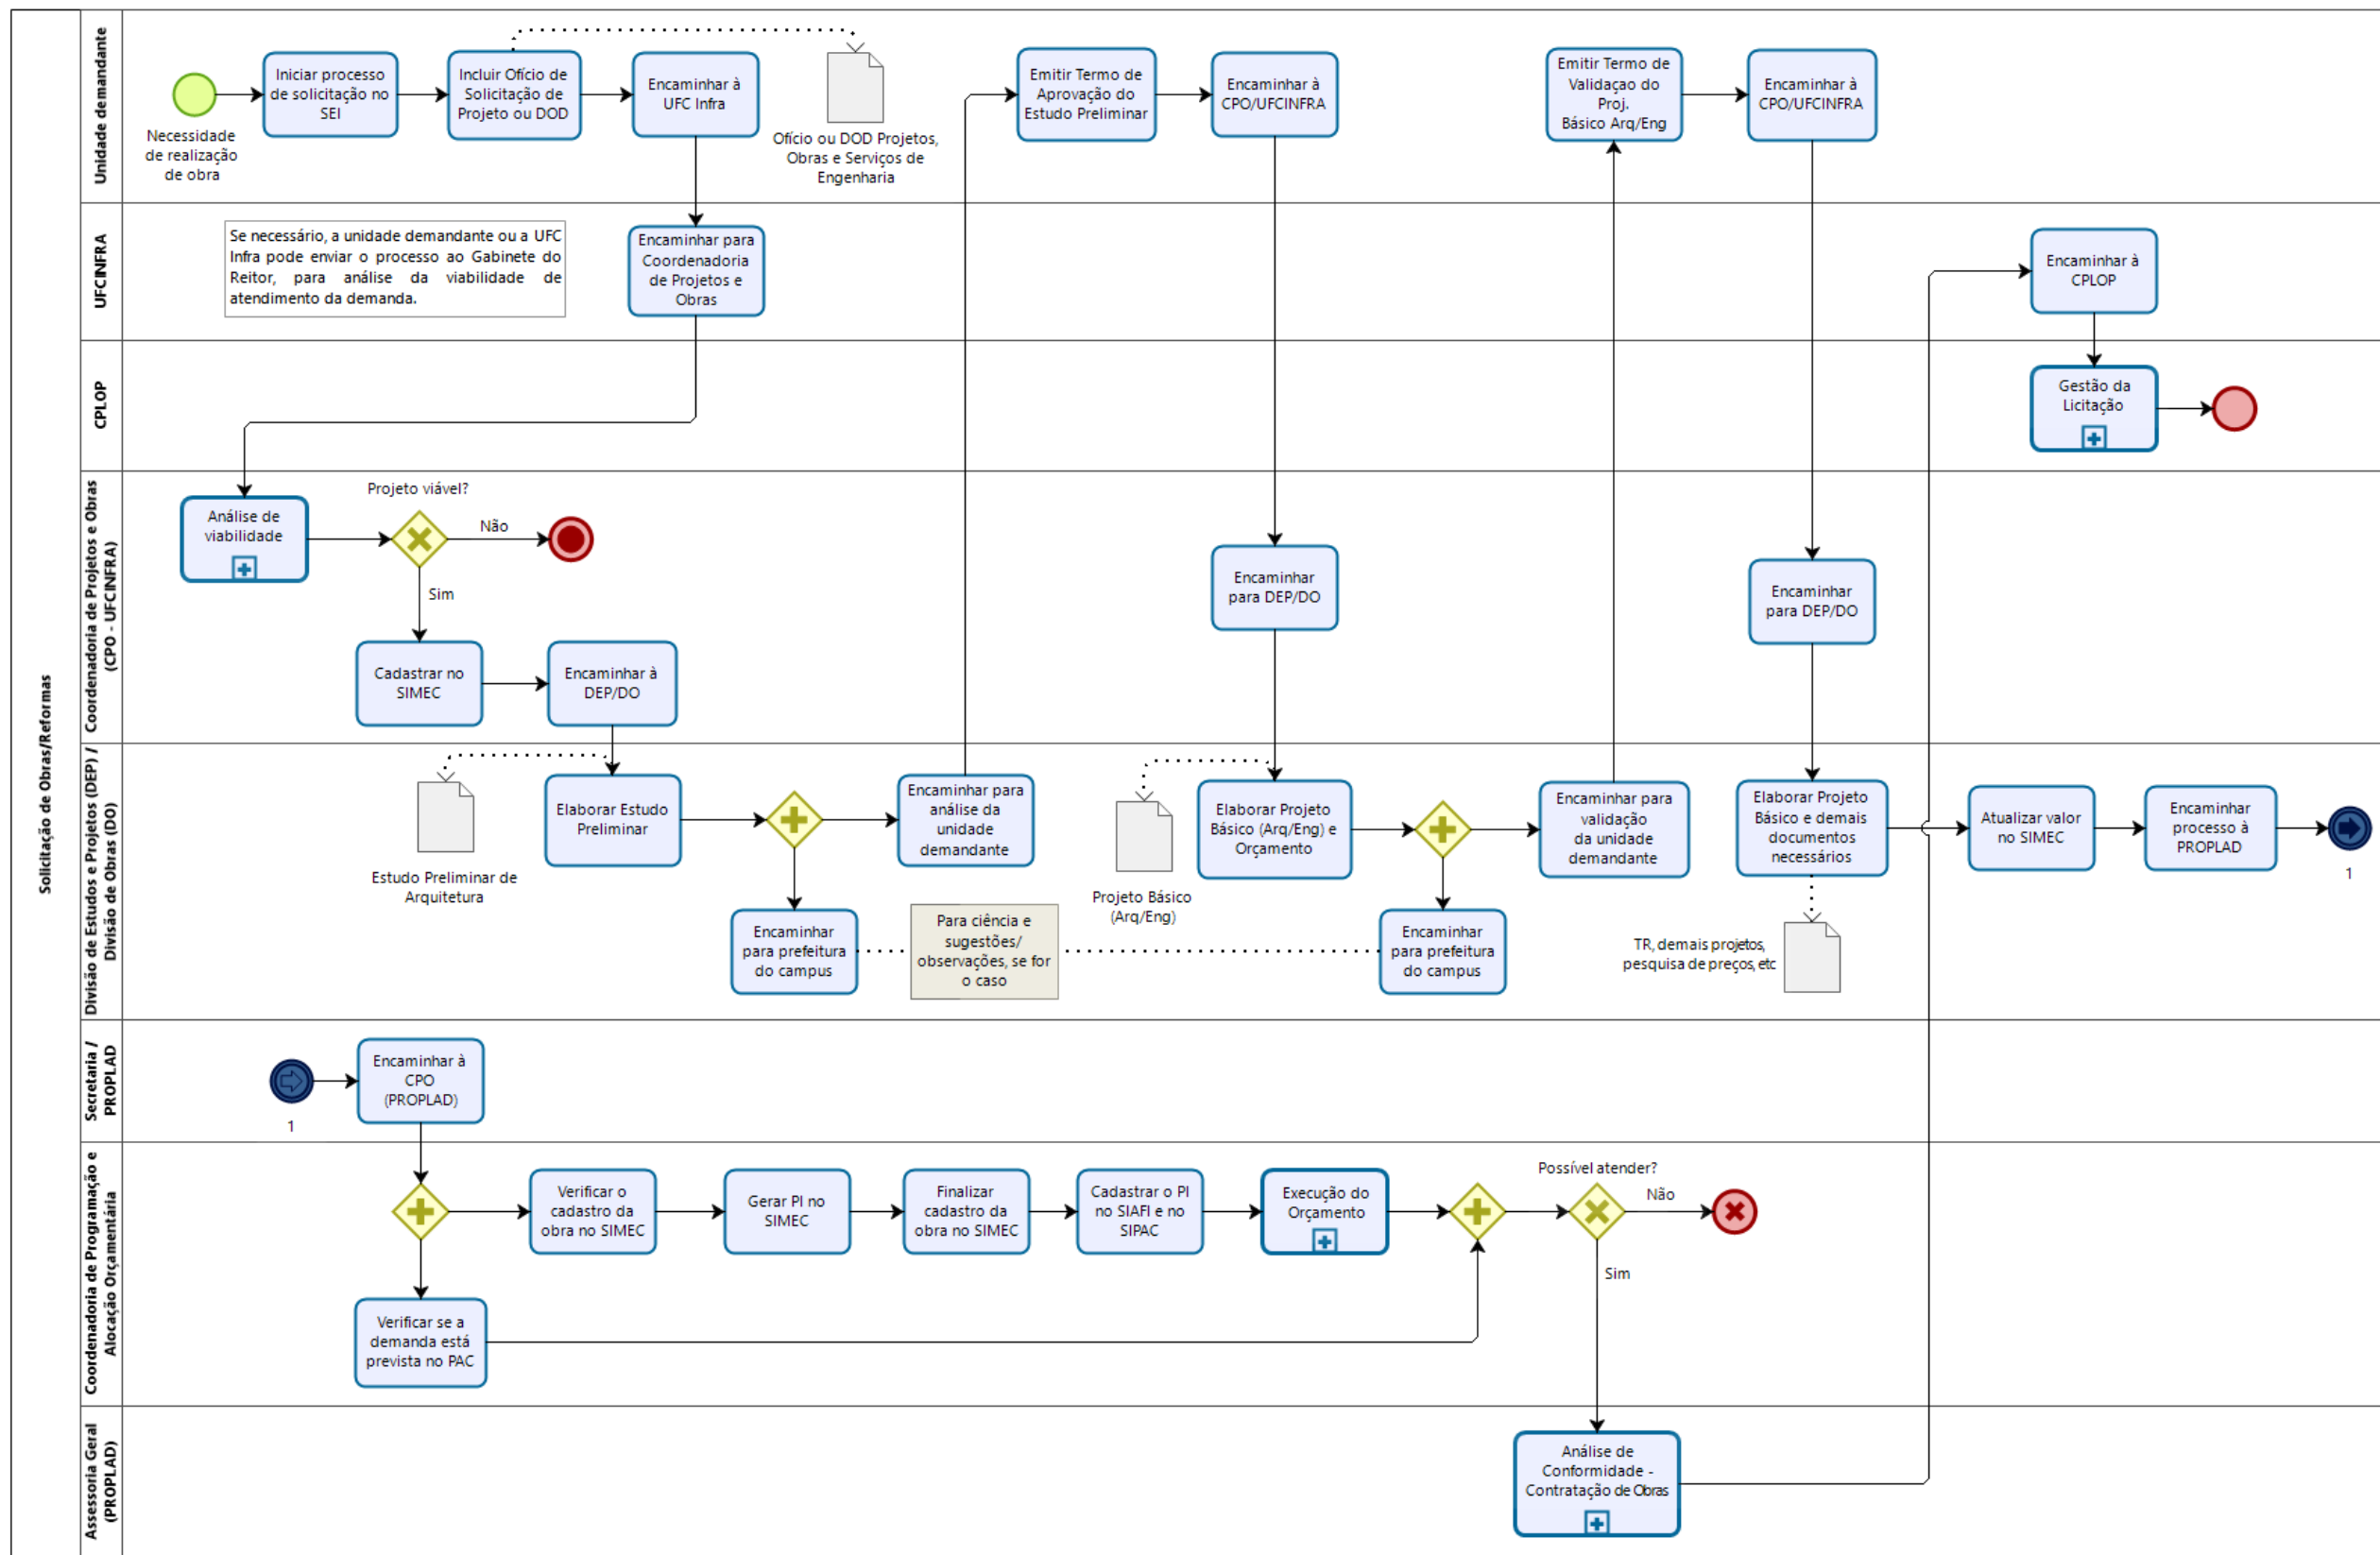 Solicitação de Obras/Reformas
Unidade demandante
Necessidade
de realização
de obra
Iniciar processo
de solicitação no
SEI
Incluir Ofício de
Solicitação de
Projeto ou DOD
Encaminhar à
UFC Infra
Ofício ou DOD Projetos,
Obras e Serviços de
Engenharia
Emitir Termo de
Aprovação do
Estudo Preliminar
Encaminhar à
CPO/UFCINFRA
Emitir Termo de
Validaçao do
Proj.
Básico Arq/Eng
Encaminhar à
CPO/UFCINFRA
UFCINFRA
Se necessário, a unidade demandante ou a UFC
Infra pode enviar o processo ao Gabinete do
Reitor, para análise da viabilidade de
atendimento da demanda.
Encaminhar para
Coordenadoria
de Projetos e
Obras
Encaminhar à
CPLOP
CPLOP
Gestão da
Licitação
Coordenadoria de Projetos e Obras
(CPO - UFCINFRA)
Análise de
viabilidade
Projeto viável?
Não
Sim
Cadastrar no
SIMEC
Encaminhar à
DEP/DO
Encaminhar
para DEP/DO
Encaminhar
para DEP/DO
Divisão de Estudos e Projetos (DEP) /
Divisão de Obras (DO)
Estudo Preliminar de
Arquitetura
Elaborar Estudo
Preliminar
Encaminhar para
análise da
unidade
demandante
Encaminhar
para prefeitura
do campus
Para ciência e
sugestões/
observações, se for
o caso
Projeto Básico
(Arq/Eng)
Elaborar Projeto
Básico (Arq/Eng) e
Orçamento
Encaminhar para
validação
da unidade
demandante
Encaminhar
para prefeitura
do campus
Elaborar Projeto
Básico e demais
documentos
necessários
TR, demais projetos,
pesquisa de preços, etc
Atualizar valor
no SIMEC
Encaminhar
processo à
PROPLAD
1
Secretaria /
PROPLAD
1
Encaminhar à
CPO
(PROPLAD)
Coordenadoria de Programação e
Alocação Orçamentária
Verificar o
cadastro da
obra no SIMEC
Gerar PI no
SIMEC
Finalizar
cadastro da
obra no SIMEC
Cadastrar o PI
no SIAFI e no
SIPAC
Execução do
Orçamento
Possível atender?
Não
Sim
Verificar se a
demanda está
prevista no PAC
Assessoria Geral
(PROPLAD)
Análise de
Conformidade -
Contratação de Obras